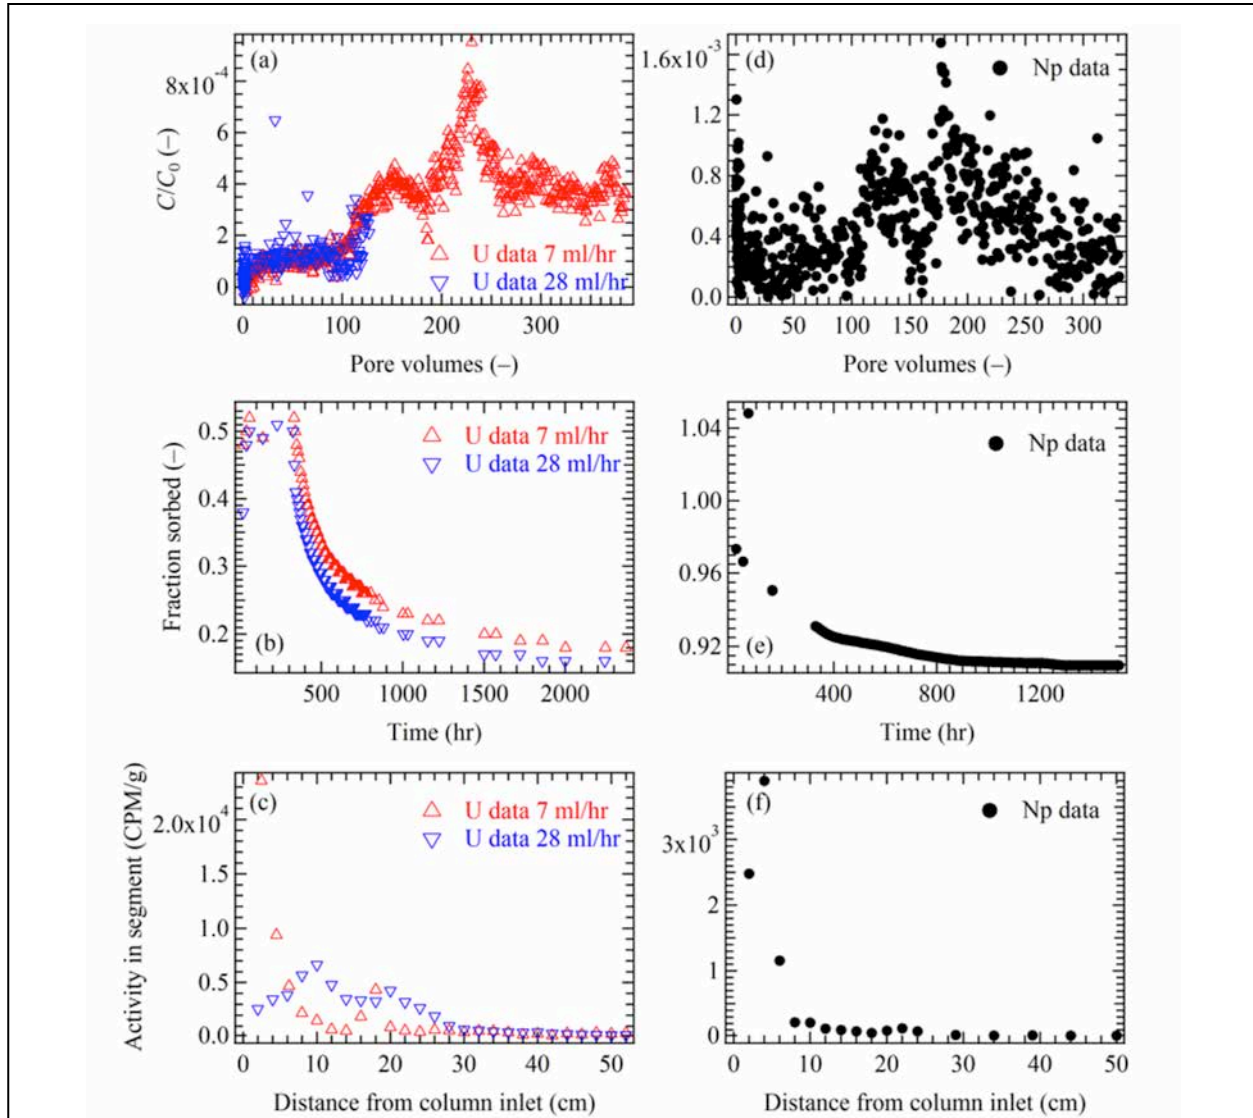 (a)
8x10⁻⁴
6
4
2
0
C/C₀ (–)
U data 7 ml/hr
U data 28 ml/hr
0 100 200 300
Pore volumes (–)
(d)
Np data
1.6x10⁻³
1.2
0.8
0.4
0.0
0 50 100 150 200 250 300
Pore volumes (–)
U data 7 ml/hr
U data 28 ml/hr
0.5
0.4
0.3
0.2
Fraction sorbed (–)
(b)
500 1000 1500 2000
Time (hr)
Np data
1.04
1.00
0.96
0.92
(e)
400 800 1200
Time (hr)
(c)
U data 7 ml/hr
U data 28 ml/hr
2.0x10⁴
1.5
1.0
0.5
0.0
Activity in segment (CPM/g)
0 10 20 30 40 50
Distance from column inlet (cm)
(f)
Np data
3x10³
2
1
0
0 10 20 30 40 50
Distance from column inlet (cm)